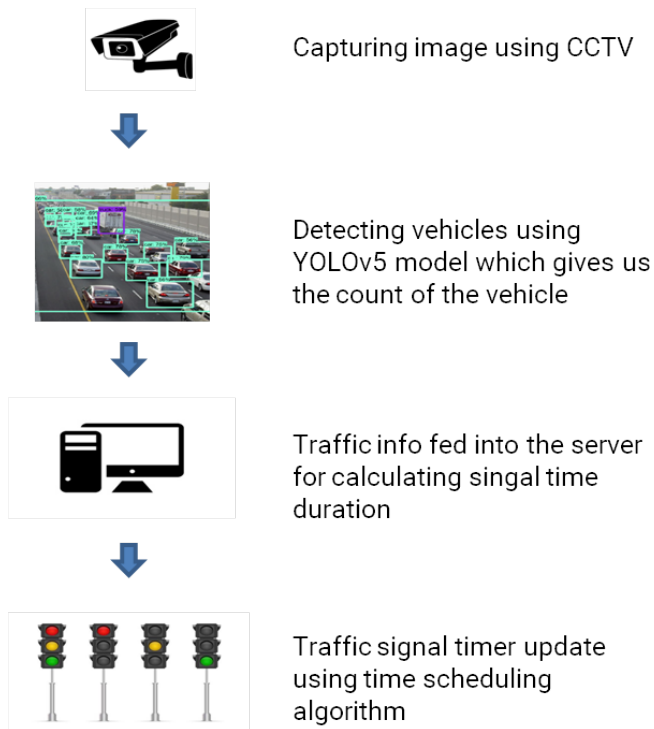 Capturing image using CCTV
Detecting vehicles using
YOLOv5 model which gives us
the count of the vehicle
Traffic info fed into the server
for calculating singal time
duration
Traffic signal timer update
using time scheduling
algorithm